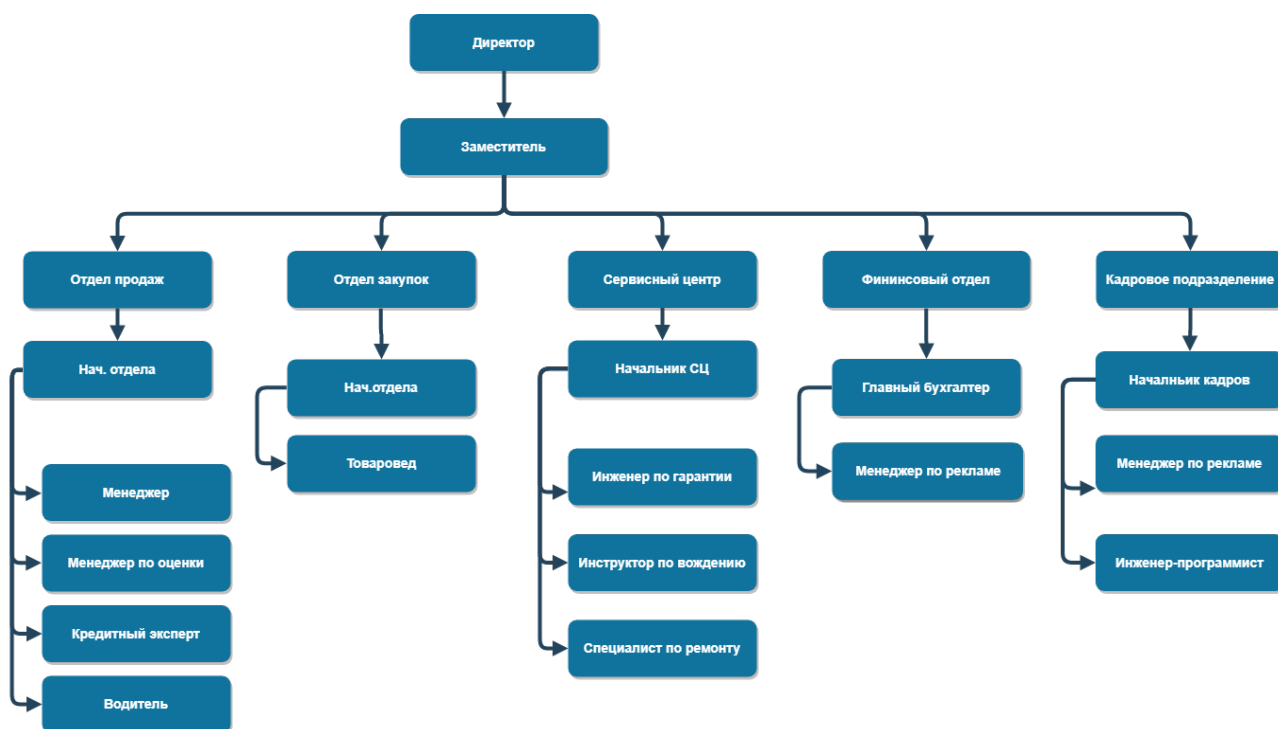 Директор
Заместитель
Отдел продаж
Отдел закупок
Сервисный центр
Фининсовый отдел
Кадровое подразделение
Нач. отдела
Нач.отдела
Начальник СЦ
Главный бухгалтер
Началньик кадров
Менеджер
Менеджер по оценки
Кредитный эксперт
Водитель
Товаровед
Инженер по гарантии
Инструктор по вождению
Специалист по ремонту
Менеджер по рекламе
Менеджер по рекламе
Инженер-программист